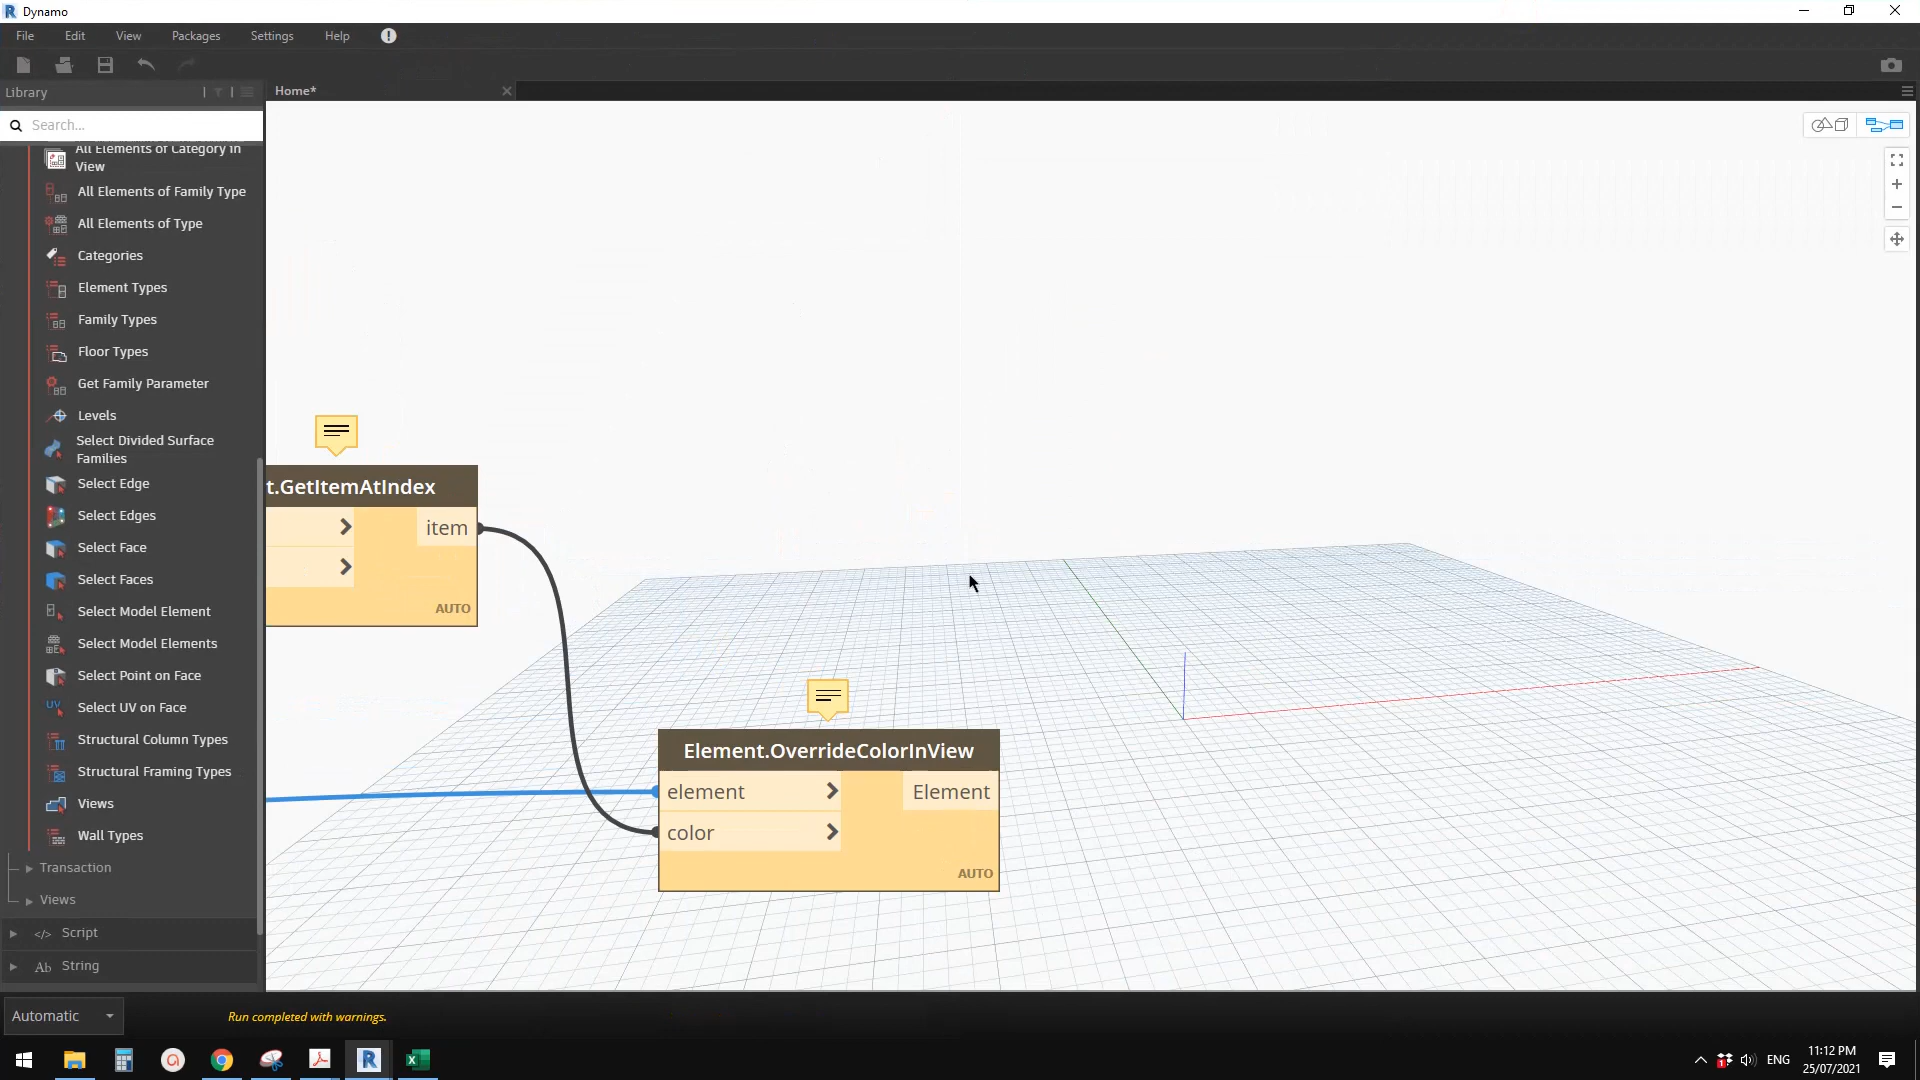 Dynamo
File Edit View Packages Settings Help
Library
Home*
Search...
All Elements of Category in
View
All Elements of Family Type
All Elements of Type
Categories
Element Types
Family Types
Floor Types
Get Family Parameter
Levels
Select Divided Surface
Families
Select Edge
Select Edges
Select Face
Select Faces
Select Model Element
Select Model Elements
Select Point on Face
Select UV on Face
Structural Column Types
Structural Framing Types
Views
Wall Types
Transaction
Views
Script
Ab String
t.GetItemAtIndex
item
AUTO
Element.OverrideColorInView
element Element
color
AUTO
Automatic
Run completed with warnings.
ENG
11:12 PM
25/07/2021